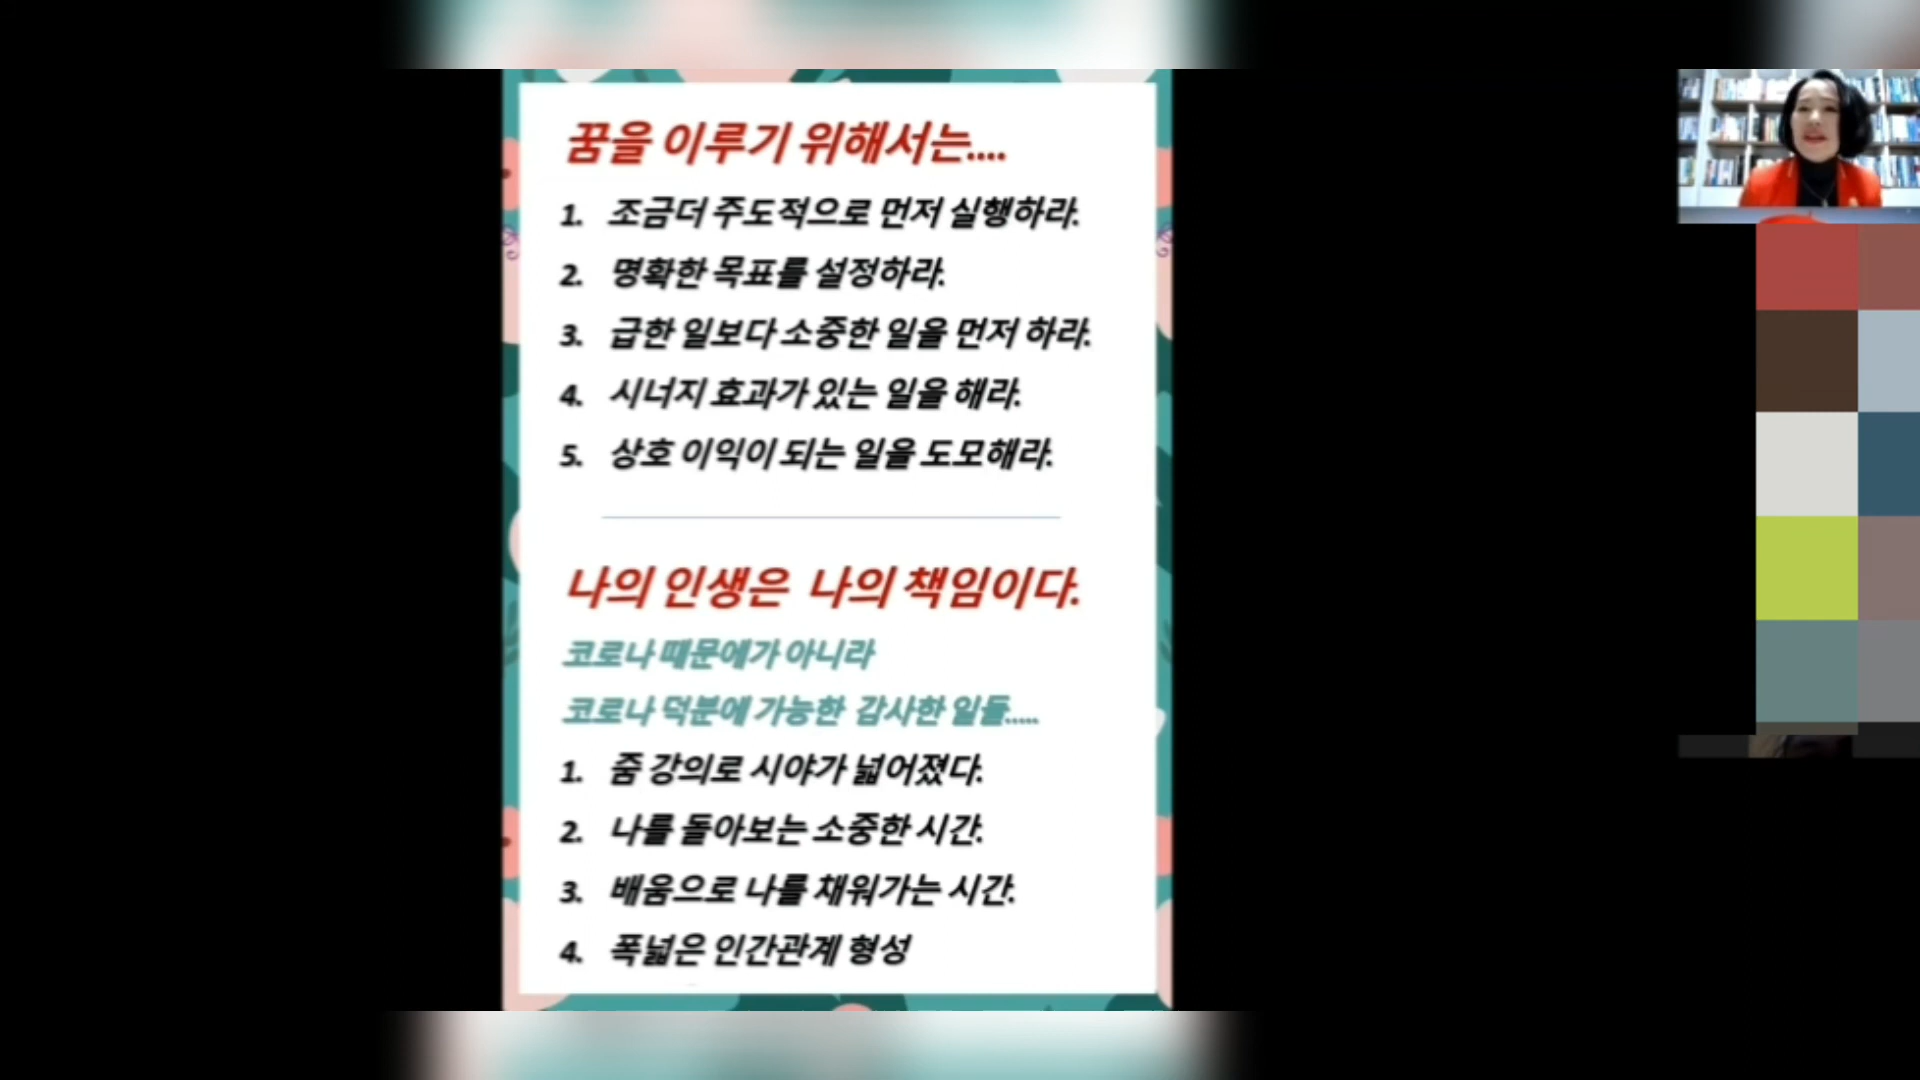 꿈을 이루기 위해서는....
1. 조금더 주도적으로 먼저 실행하라.
2. 명확한 목표를 설정하라.
3. 급한 일보다 소중한 일을 먼저 하라.
4. 시너지 효과가 있는 일을 해라.
5. 상호 이익이 되는 일을 도모해라.
나의 인생은 나의 책임이다.
코로나 때문에가 아니라
코로나 덕분에 가능한 감사한 일들.....
1. 줌 강의로 시야가 넓어졌다.
2. 나를 돌아보는 소중한 시간.
3. 배움으로 나를 채워가는 시간.
4. 폭넓은 인간관계 형성